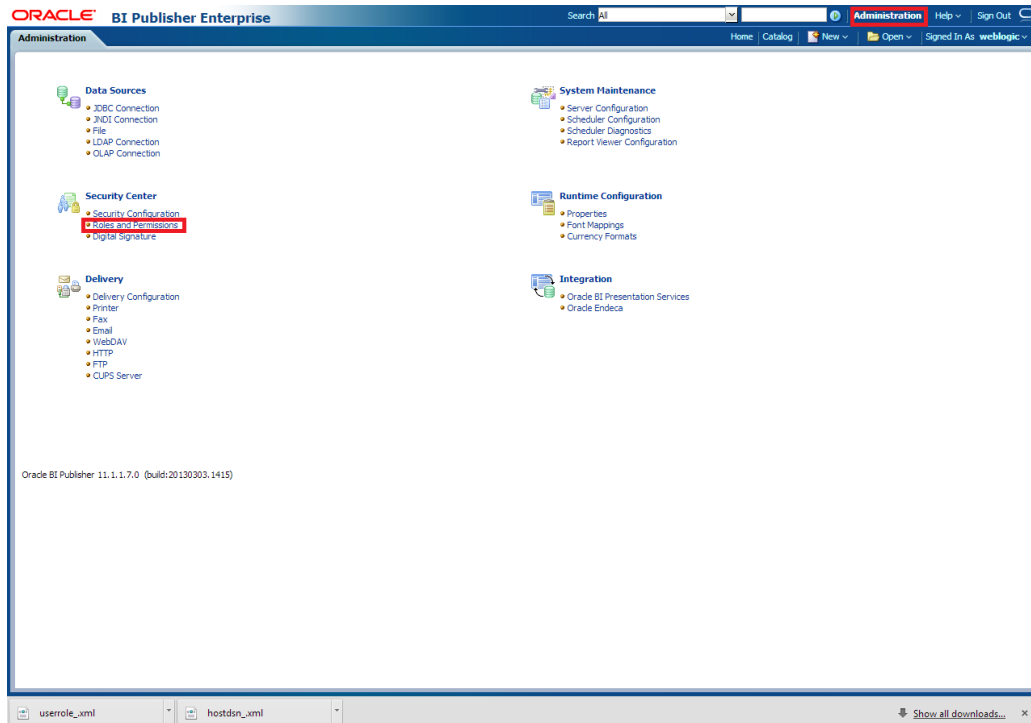 ORACLE BI Publisher Enterprise
Search All
Administration Help Sign Out
Administration
Home Catalog New Open Signed In As weblogic
Data Sources
JDBC Connection
JNDI Connection
File
LDAP Connection
OLAP Connection
System Maintenance
Server Configuration
Scheduler Configuration
Scheduler Diagnostics
Report Viewer Configuration
Security Center
Security Configuration
Roles and Permissions
Digital Signature
Runtime Configuration
Properties
Font Mappings
Currency Formats
Delivery
Delivery Configuration
Printer
Fax
Email
WebDAV
HTTP
FTP
CUPS Server
Integration
Oracle BI Presentation Services
Oracle Endeca
Oracle BI Publisher 11.1.1.7.0 (build:20130303.1415)
userrole_.xml
hostdsn_.xml
Show all downloads...